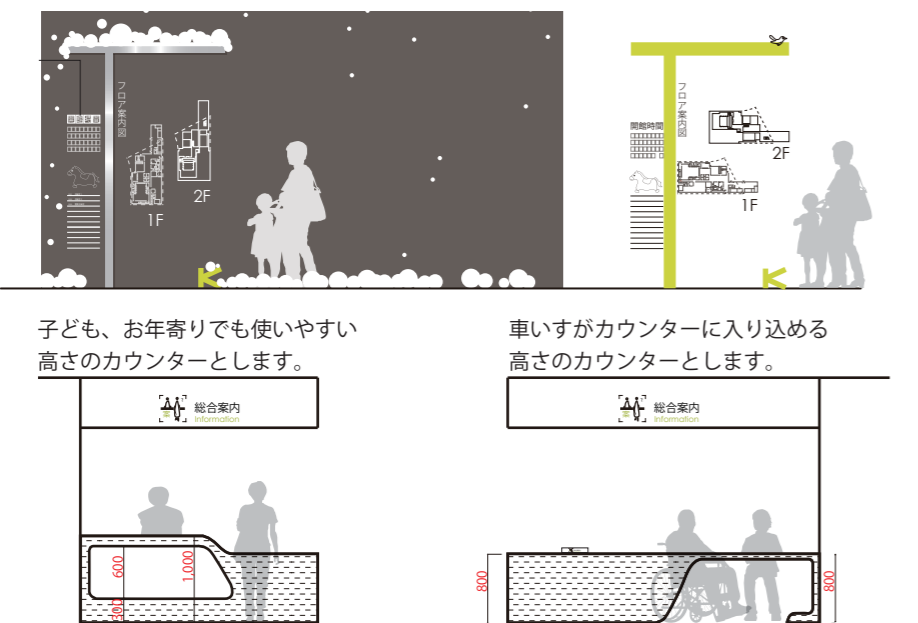 フロア案内図
1F
2F
開館時間
フロア案内図
2F
1F
子ども、お年寄りでも使いやすい
高さのカウンターとします。
車いすがカウンターに入り込める
高さのカウンターとします。
総合案内
Information
総合案内
Information
600
1,000
300
800
800